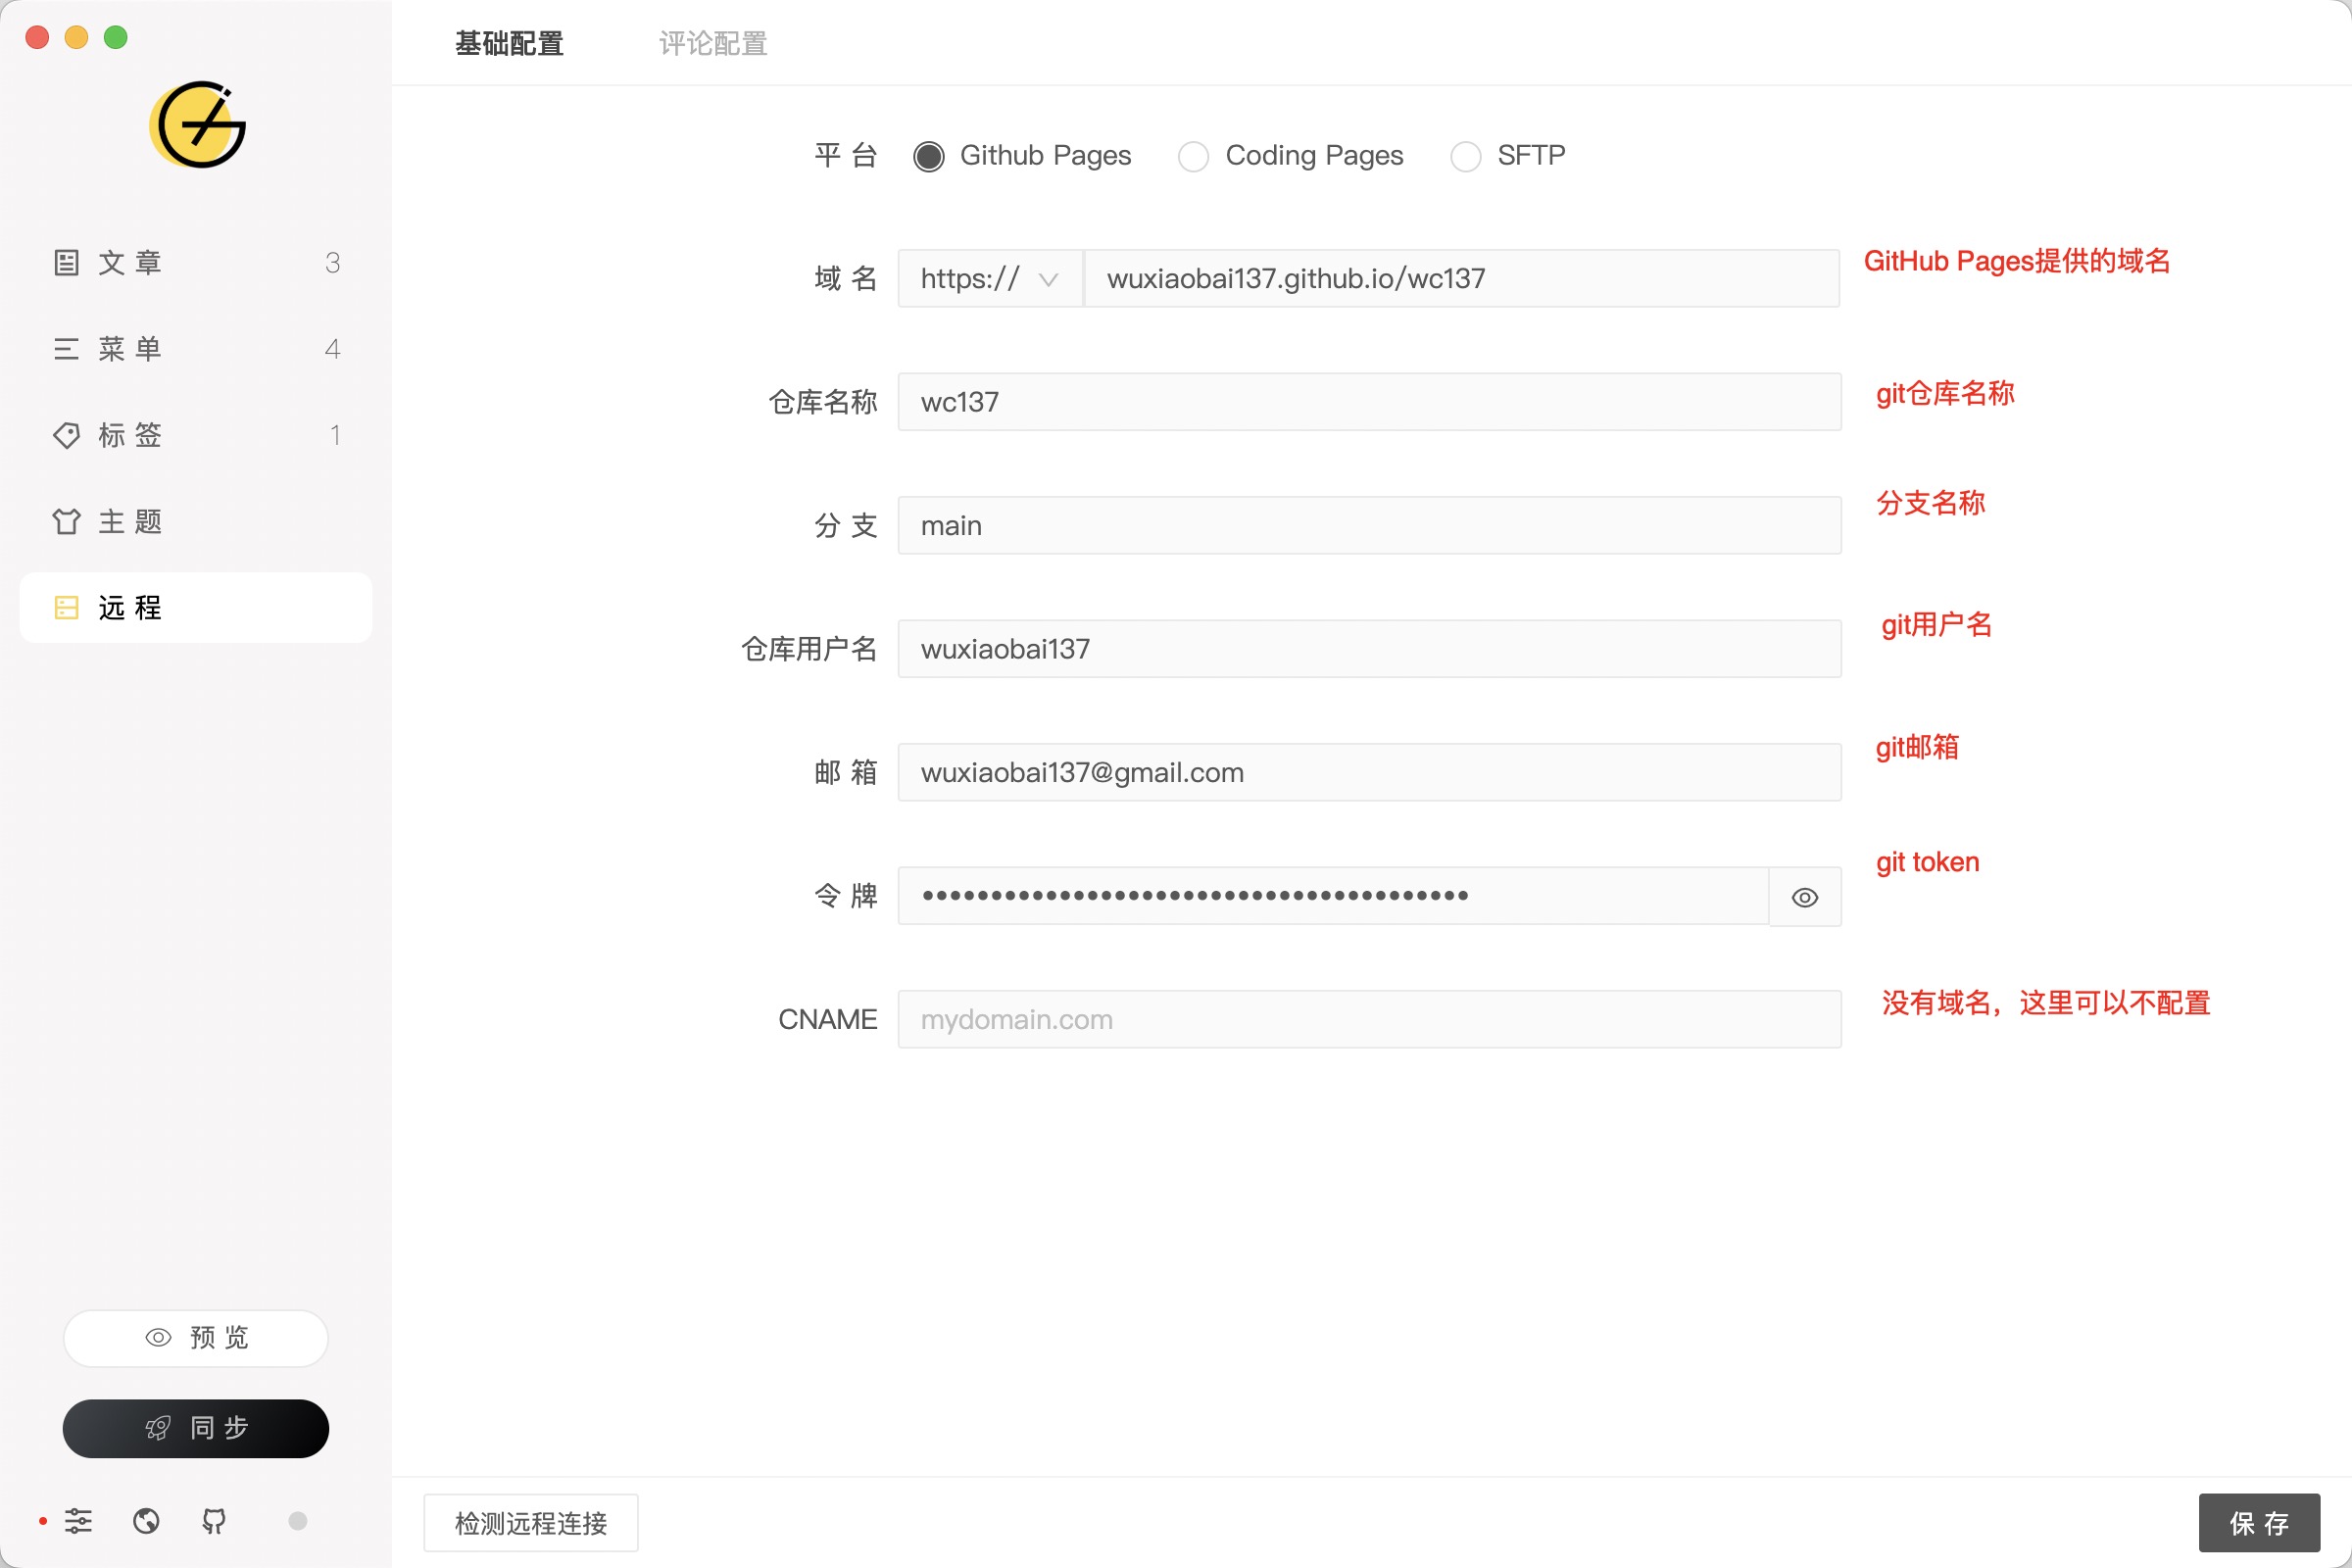 基础配置 评论配置
文章 3
菜单 4
标签 1
主题
远程
平台 Github Pages Coding Pages SFTP
域名 https:// wuxiaobai137.github.io/wc137 GitHub Pages提供的域名
仓库名称 wc137 git仓库名称
分支 main 分支名称
仓库用户名 wuxiaobai137 git用户名
邮箱 wuxiaobai137@gmail.com git邮箱
令牌 •••••••••••••••••••••••••••••••••••••••• git token
CNAME mydomain.com 没有域名，这里可以不配置
预览
同步
检测远程连接 保存